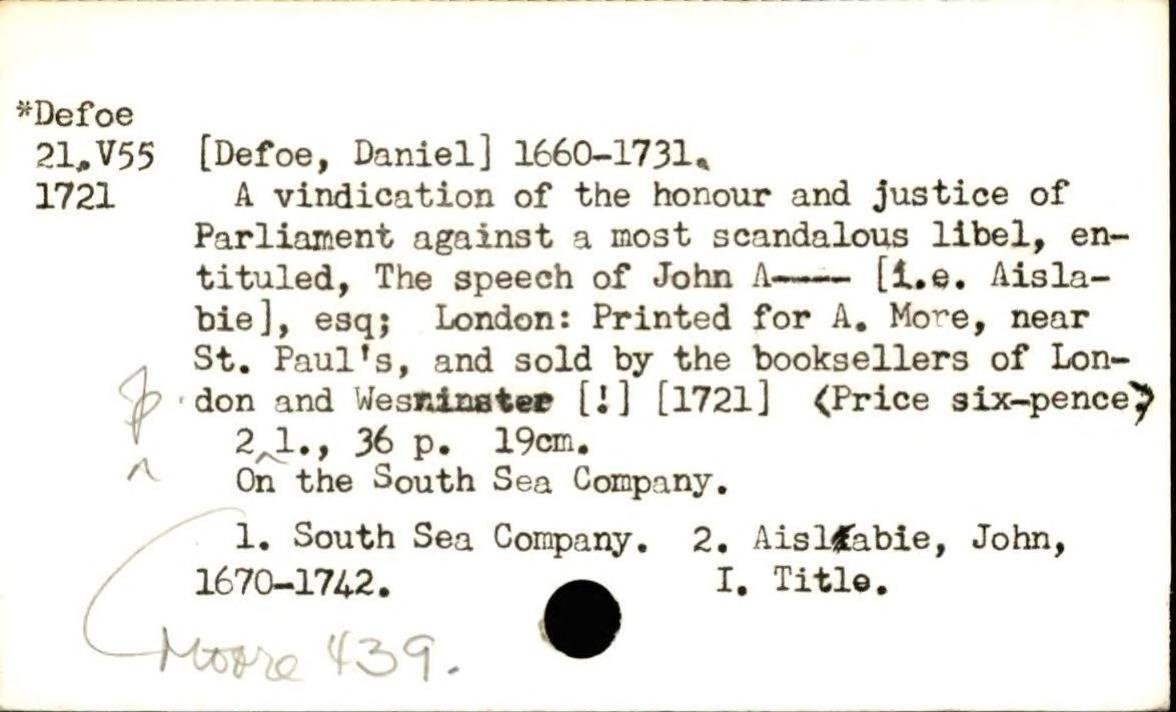 *Defoe
21.V55 [Defoe, Daniel] 1660-1731.
1721 A vindication of the honour and justice of
Parliament against a most scandalous libel, en-
tituled, The speech of John A---- [i.e. Aisla-
bie], esq; London: Printed for A. More, near
St. Paul's, and sold by the booksellers of Lon-
don and Wesminster [!] [1721] (Price six-pence)
2 l., 36 p. 19cm.
On the South Sea Company.
1. South Sea Company. 2. Aislabie, John,
1670-1742. I. Title.
Moore 439.